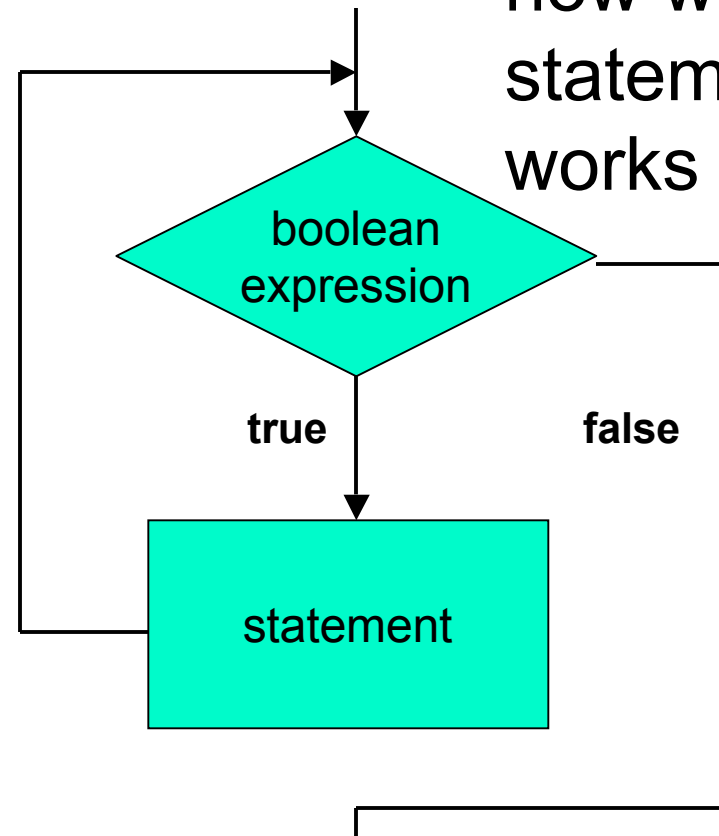 statem
works
boolean
expression
true
false
statement